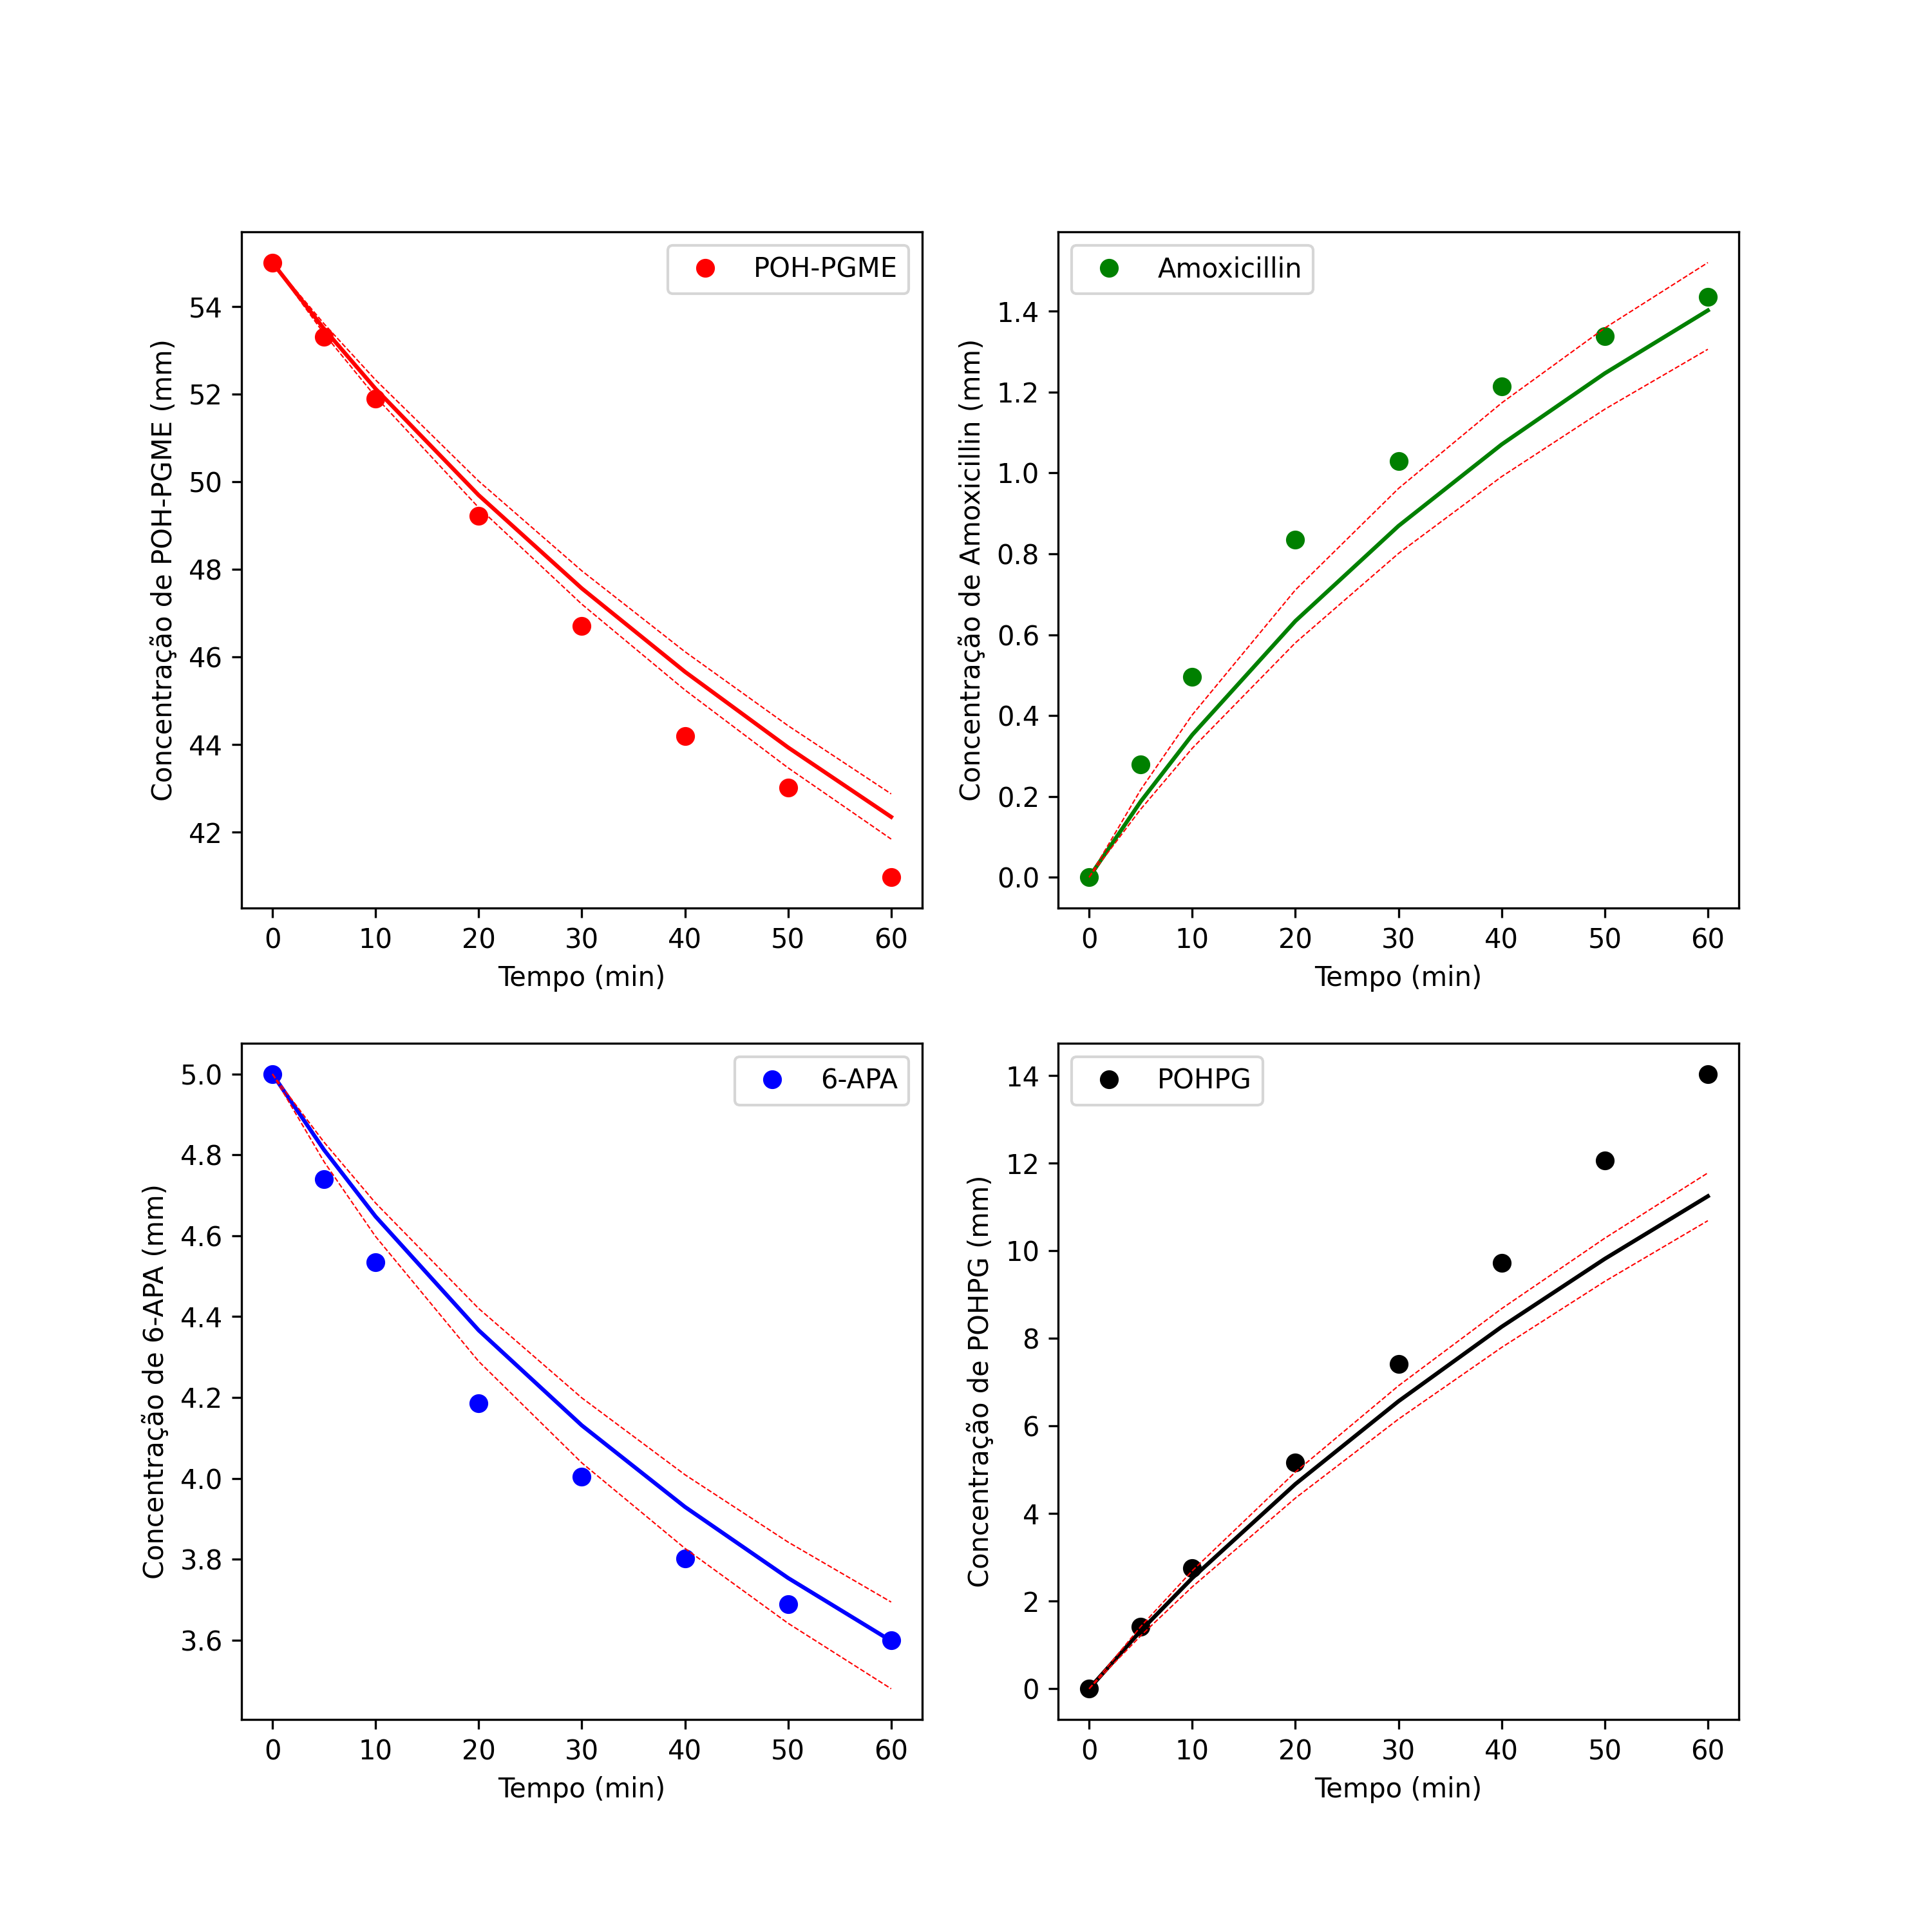 POH-PGME
Concentração de POH-PGME (mm)
54
52
50
48
46
44
42
0 10 20 30 40 50 60
Tempo (min)
Amoxicillin
Concentração de Amoxicillin (mm)
1.4
1.2
1.0
0.8
0.6
0.4
0.2
0.0
0 10 20 30 40 50 60
Tempo (min)
6-APA
Concentração de 6-APA (mm)
5.0
4.8
4.6
4.4
4.2
4.0
3.8
3.6
0 10 20 30 40 50 60
Tempo (min)
POHPG
Concentração de POHPG (mm)
14
12
10
8
6
4
2
0
0 10 20 30 40 50 60
Tempo (min)